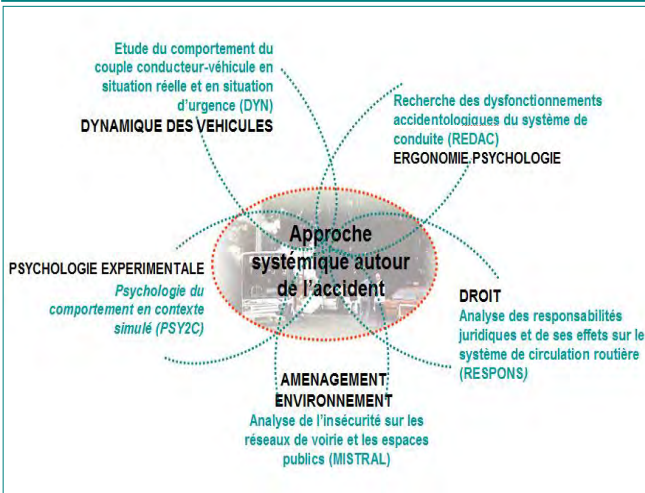 Etude du comportement du
couple conducteur-véhicule en
situation réelle et en situation
d'urgence (DYN)
DYNAMIQUE DES VEHICULES
Recherche des dysfonctionnements
accidentologiques du système de
conduite (REDAC)
ERGONOMIE PSYCHOLOGIE
Approche
systémique autour
de l'accident
PSYCHOLOGIE EXPERIMENTALE
Psychologie du
comportement en contexte
simulé (PSY2C)
DROIT
Analyse des responsabilités
juridiques et de ses effets sur le
système de circulation routière
(RESPONS)
AMENAGEMENT
ENVIRONNEMENT
Analyse de l'insécurité sur les
réseaux de voirie et les espaces
publics (MISTRAL)